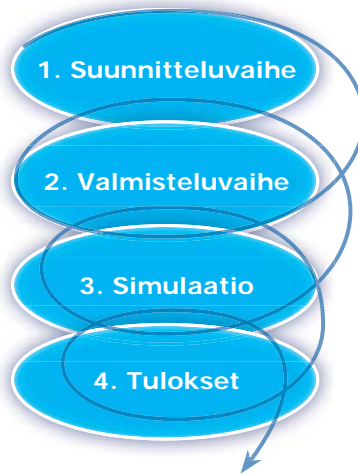 1. Suunnitteluvaihe
2. Valmisteluvaihe
3. Simulaatio
4. Tulokset